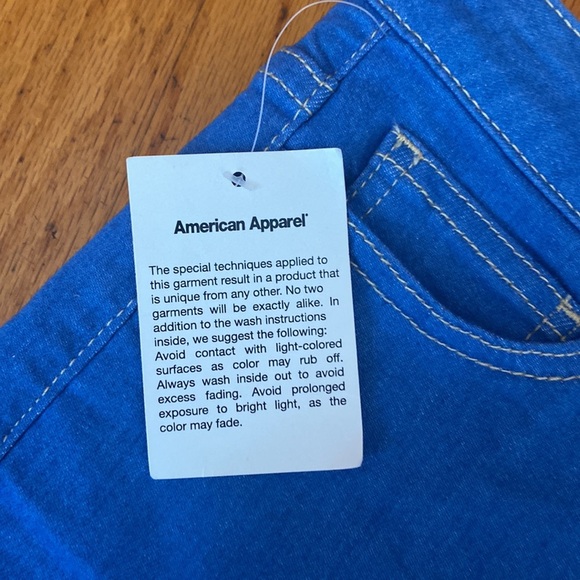 American Apparel®
The special techniques applied to
this garment result in a product that
is unique from any other. No two
garments will be exactly alike. In
addition to the wash instructions
inside, we suggest the following:
Avoid contact with light-colored
surfaces as color may rub off.
Always wash inside out to avoid
excess fading. Avoid prolonged
exposure to bright light, as the
color may fade.